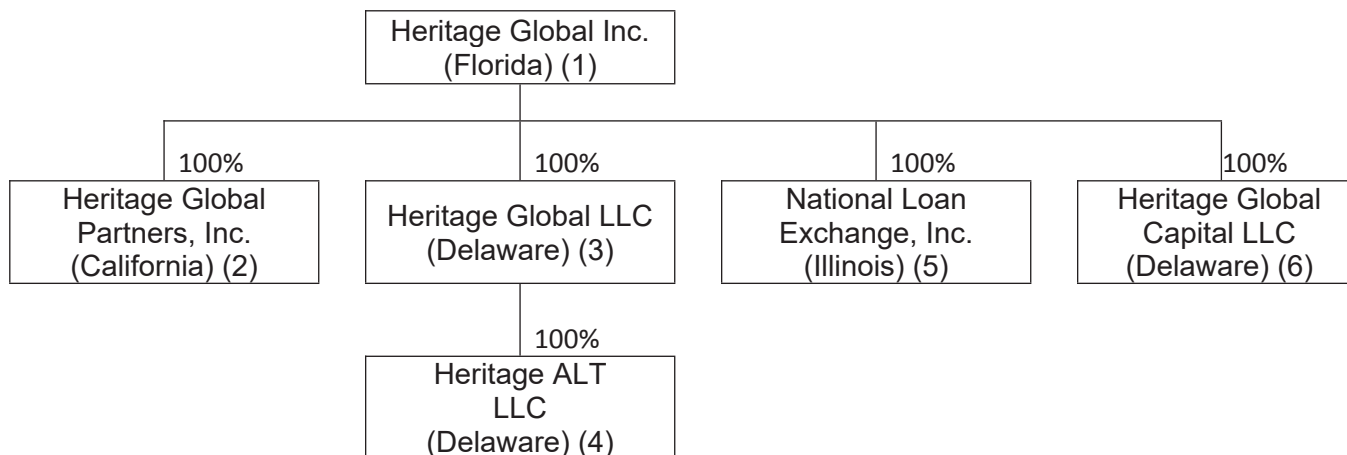 Heritage Global Inc.
(Florida) (1)
100%
100%
100%
100%
Heritage Global
Partners, Inc.
(California) (2)
Heritage Global LLC
(Delaware) (3)
National Loan
Exchange, Inc.
(Illinois) (5)
Heritage Global
Capital LLC
(Delaware) (6)
100%
Heritage ALT
LLC
(Delaware) (4)